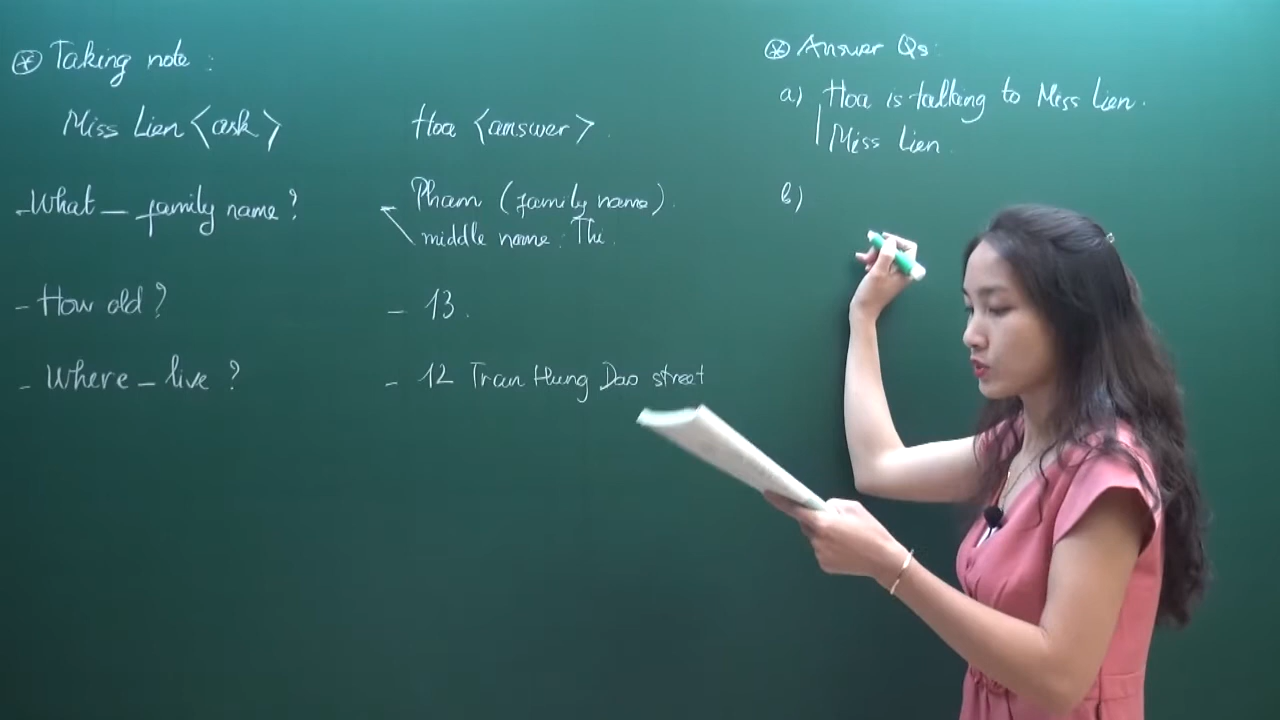 ⊛ Taking note :
Miss Lien <ask>
Hoa <answer>.
- What _ family name ?
- Pham (family name).
middle name : Thi.
- How old ?
- 13.
- Where _ live ?
- 12 Tran Hung Dao street
⊛ Answer Qs:
a) Hoa is talking to Miss Lien.
Miss Lien.
b)